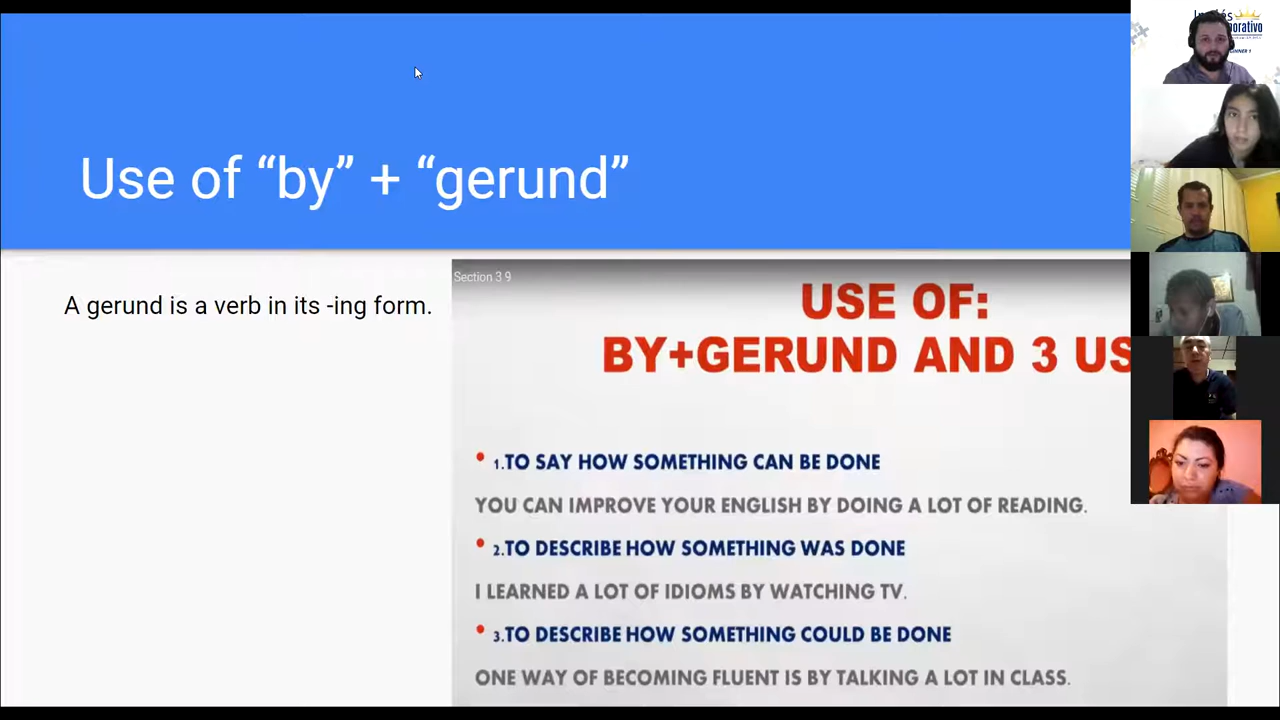 Use of “by” + “gerund”
A gerund is a verb in its -ing form.
Section 3 9
USE OF:
BY+GERUND AND 3 US
• 1.TO SAY HOW SOMETHING CAN BE DONE
YOU CAN IMPROVE YOUR ENGLISH BY DOING A LOT OF READING.
• 2.TO DESCRIBE HOW SOMETHING WAS DONE
I LEARNED A LOT OF IDIOMS BY WATCHING TV.
• 3.TO DESCRIBE HOW SOMETHING COULD BE DONE
ONE WAY OF BECOMING FLUENT IS BY TALKING A LOT IN CLASS.